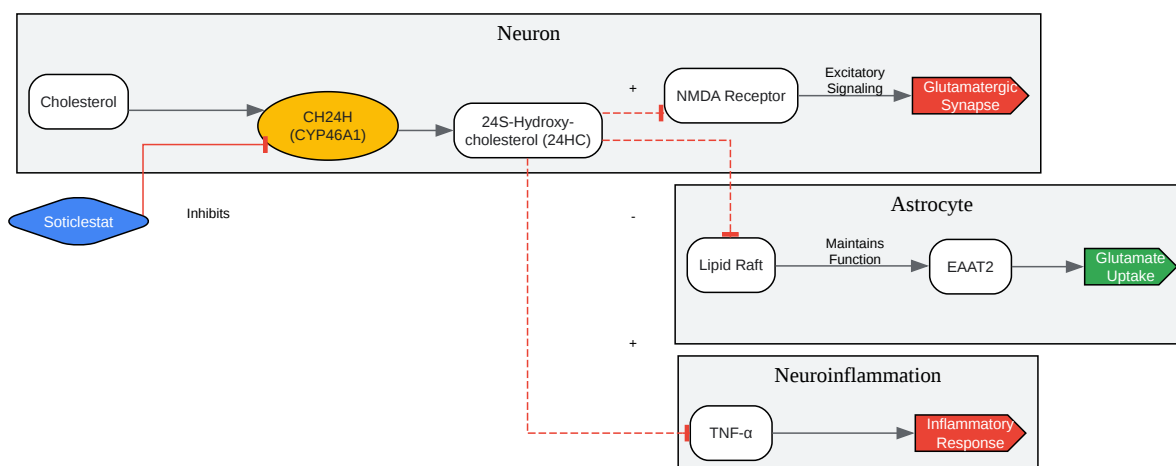 Neuron
Cholesterol
CH24H
(CYP46A1)
24S-Hydroxy-
cholesterol (24HC)
+
NMDA Receptor
Excitatory
Signaling
Glutamatergic
Synapse
Soticlestat
Inhibits
-
Astrocyte
Lipid Raft
Maintains
Function
EAAT2
Glutamate
Uptake
+
Neuroinflammation
TNF-α
Inflammatory
Response